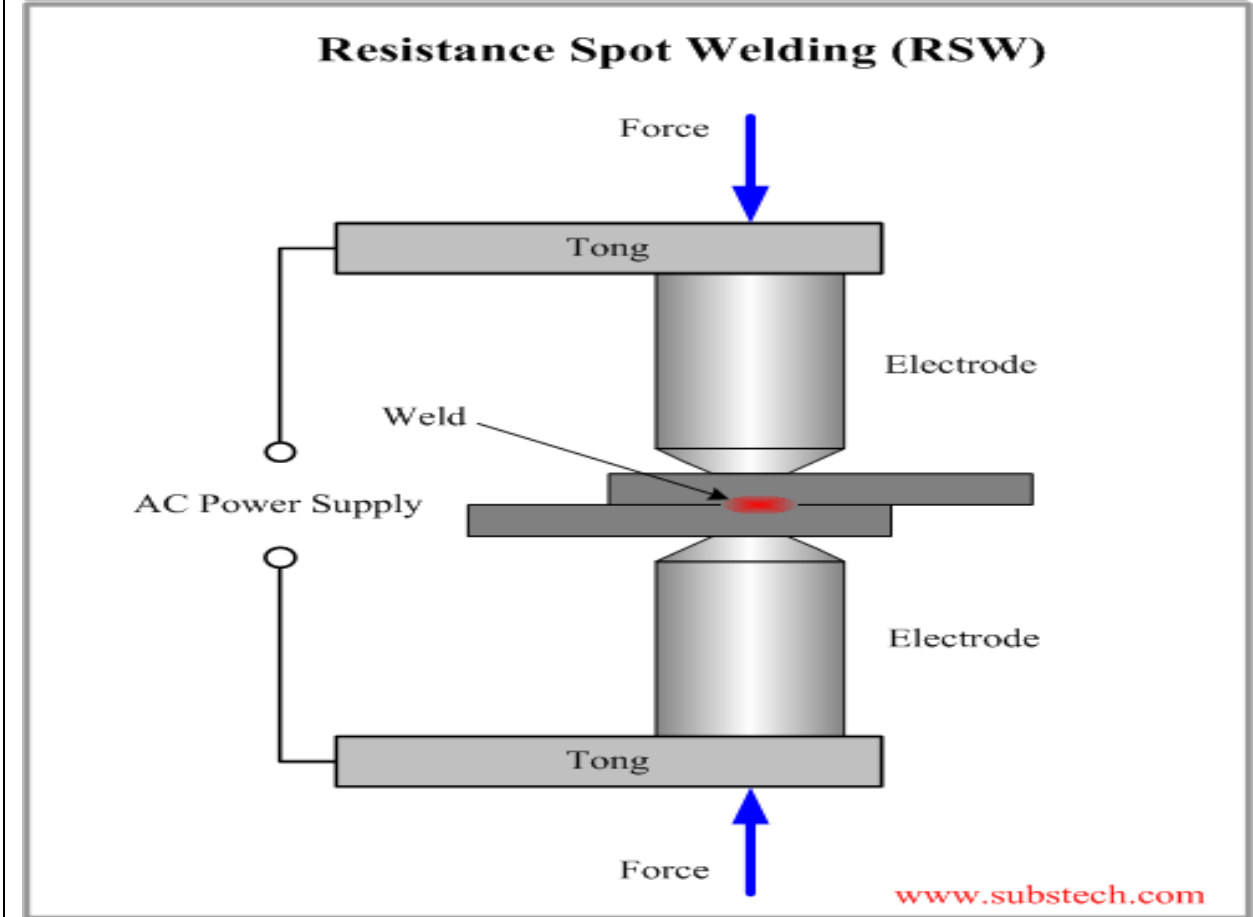 Resistance Spot Welding (RSW)
Force
Tong
Electrode
Weld
AC Power Supply
Electrode
Tong
Force
www.substech.com